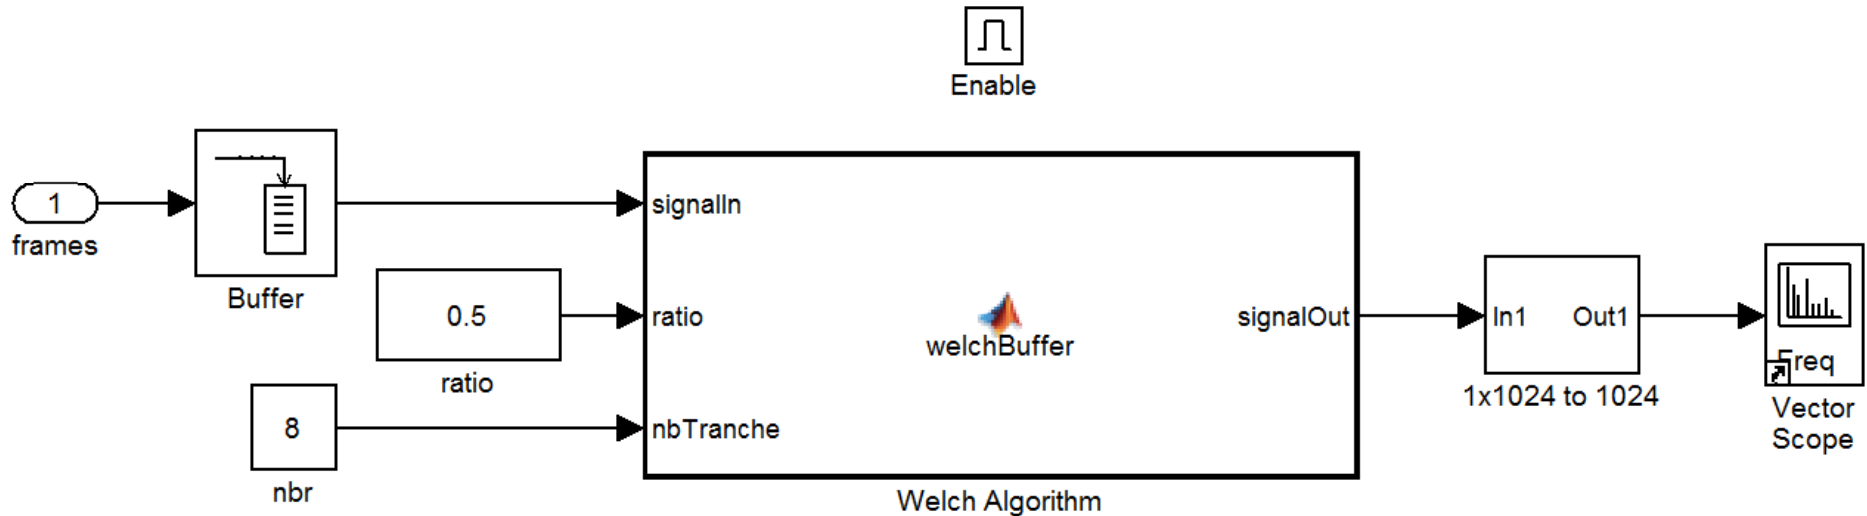 Enable
1
frames
Buffer
signalIn
0.5
ratio
ratio
8
nbr
nbTranche
welchBuffer
signalOut
Welch Algorithm
In1 Out1
1x1024 to 1024
Freq
Vector
Scope